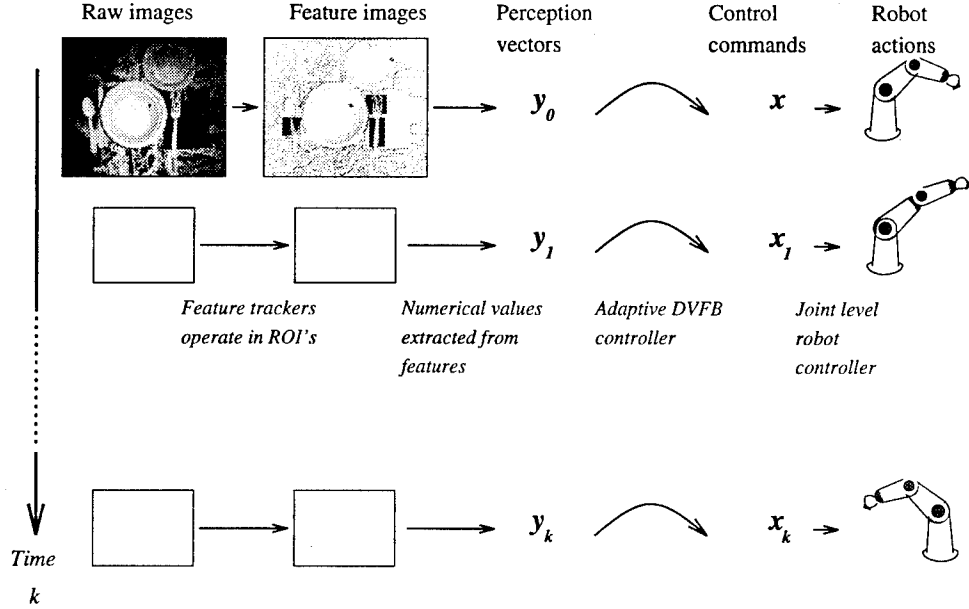 Raw images
Feature images
Perception
vectors
Control
commands
Robot
actions
y0
x
y1
x1
Feature trackers
operate in ROI's
Numerical values
extracted from
features
Adaptive DVFB
controller
Joint level
robot
controller
yk
xk
Time
k